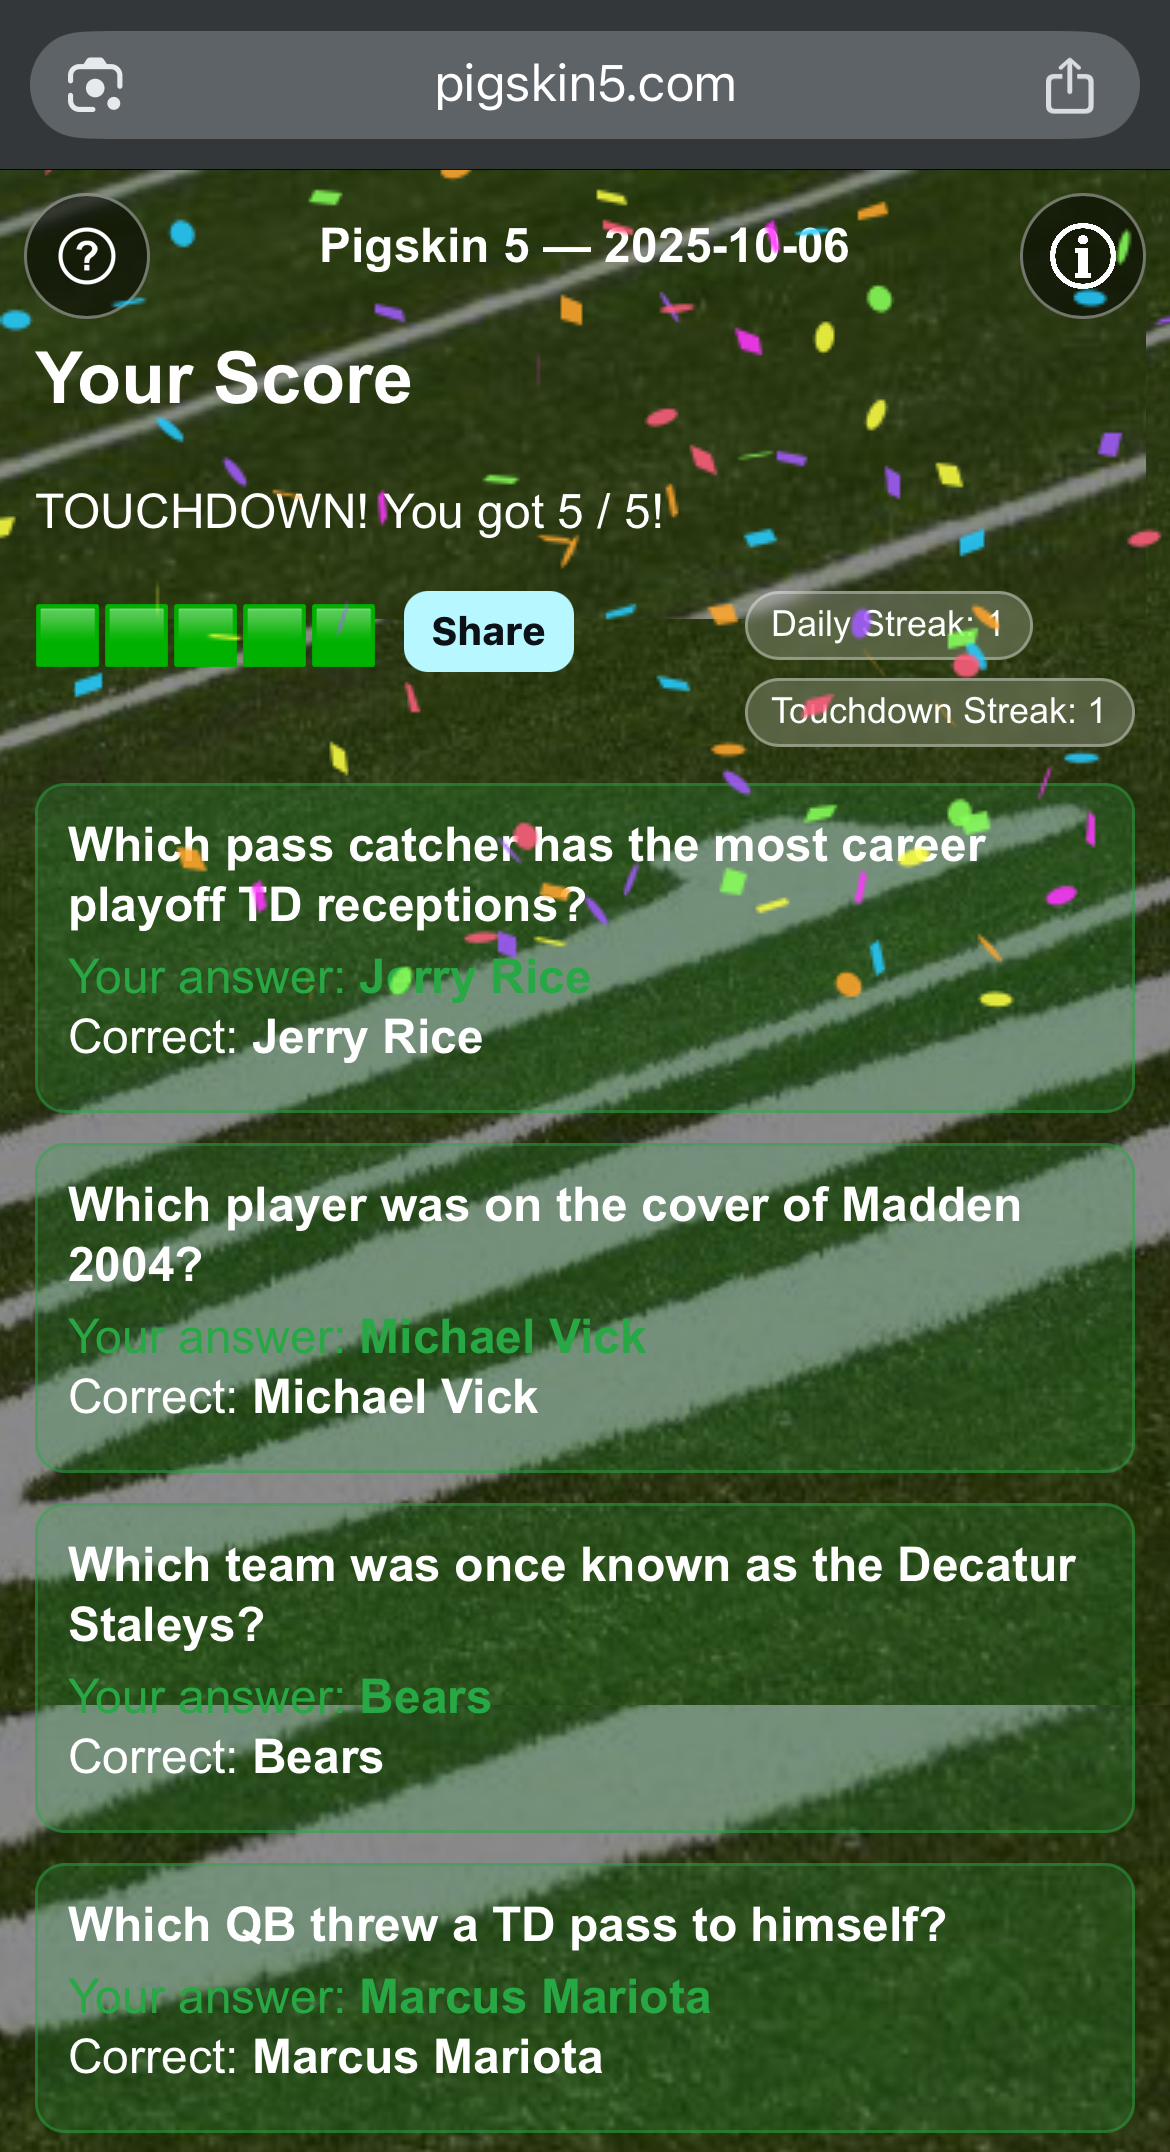 pigskin5.com
Pigskin 5 — 2025-10-06
Your Score
TOUCHDOWN! You got 5 / 5!
Share
Daily Streak: 1
Touchdown Streak: 1
Which pass catcher has the most career
playoff TD receptions?
Your answer: Jerry Rice
Correct: Jerry Rice
Which player was on the cover of Madden
2004?
Your answer: Michael Vick
Correct: Michael Vick
Which team was once known as the Decatur
Staleys?
Your answer: Bears
Correct: Bears
Which QB threw a TD pass to himself?
Your answer: Marcus Mariota
Correct: Marcus Mariota